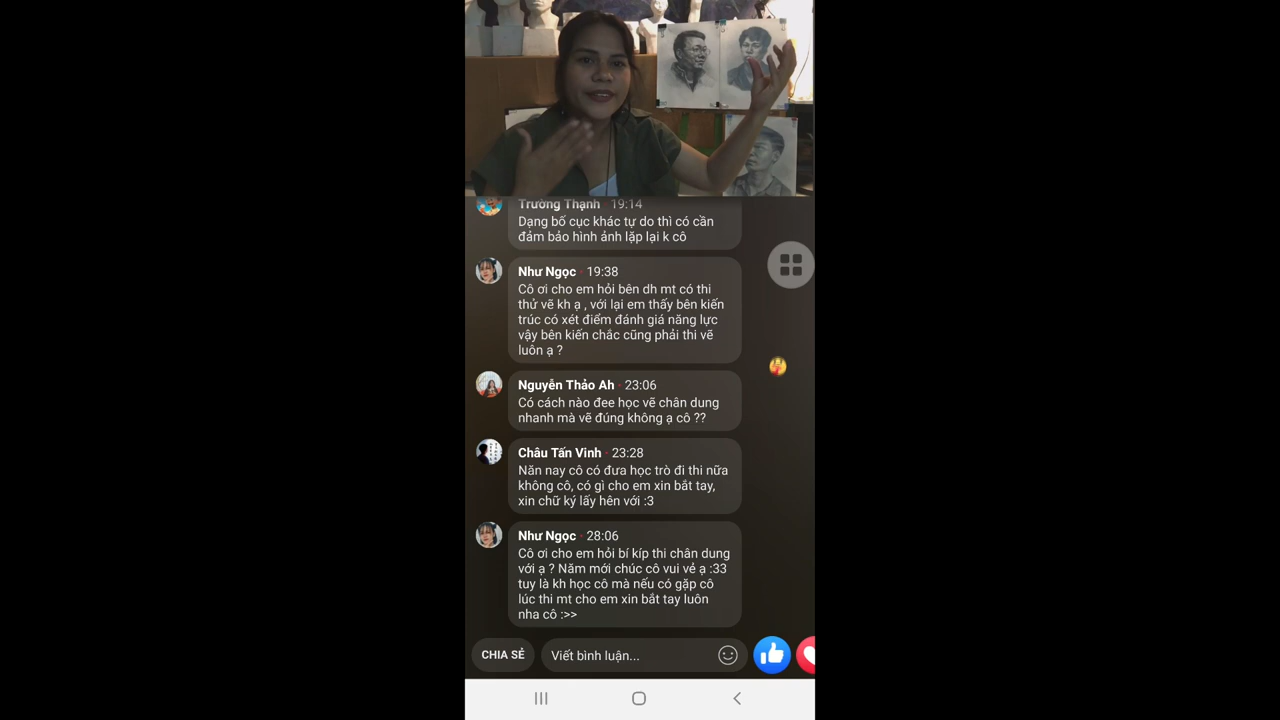 Trường Thạnh · 19:14
Dạng bố cục khác tự do thì có cần
đảm bảo hình ảnh lặp lại k cô
Như Ngọc · 19:38
Cô ơi cho em hỏi bên dh mt có thi
thử vẽ kh ạ , với lại em thấy bên kiến
trúc có xét điểm đánh giá năng lực
vậy bên kiến chắc cũng phải thi vẽ
luôn ạ ?
Nguyễn Thảo Ah · 23:06
Có cách nào đee học vẽ chân dung
nhanh mà vẽ đúng không ạ cô ??
Châu Tấn Vinh · 23:28
Năn nay cô có đưa học trò đi thi nữa
không cô, có gì cho em xin bắt tay,
xin chữ ký lấy hên với :3
Như Ngọc · 28:06
Cô ơi cho em hỏi bí kíp thi chân dung
với ạ ? Năm mới chúc cô vui vẻ ạ :33
tuy là kh học cô mà nếu có gặp cô
lúc thi mt cho em xin bắt tay luôn
nha cô :>>
CHIA SẺ
Viết bình luận...